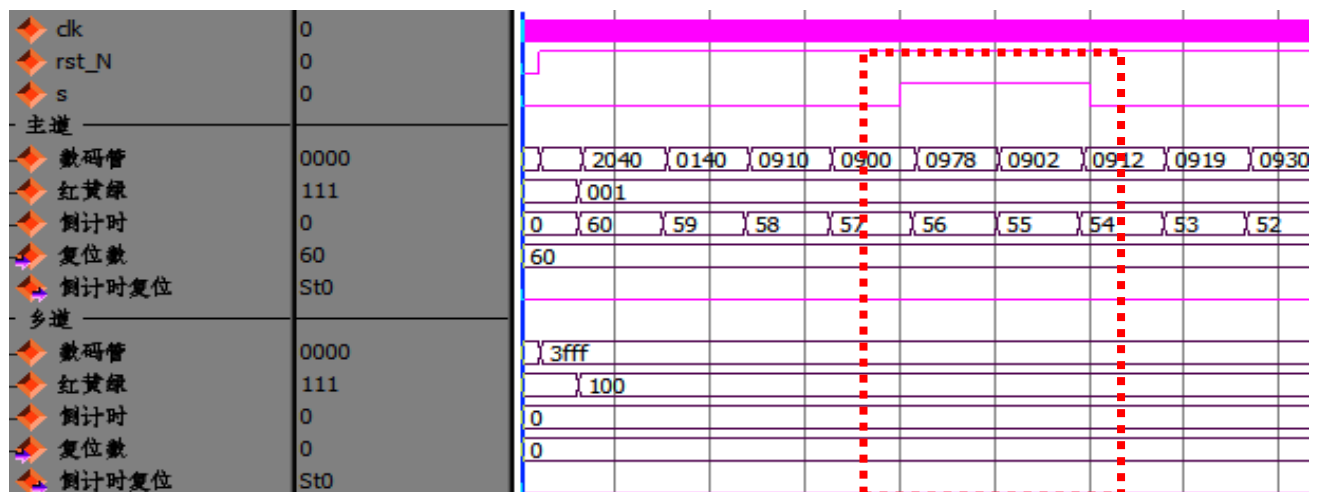 clk 0
rst_N 0
s 0
主道
数码管 0000 2040 0140 0910 0900 0978 0902 0912 0919 0930
红黄绿 111 001
倒计时 0 0 60 59 58 57 56 55 54 53 52
复位数 60 60
倒计时复位 St0
乡道
数码管 0000 3fff
红黄绿 111 100
倒计时 0 0
复位数 0 0
倒计时复位 St0